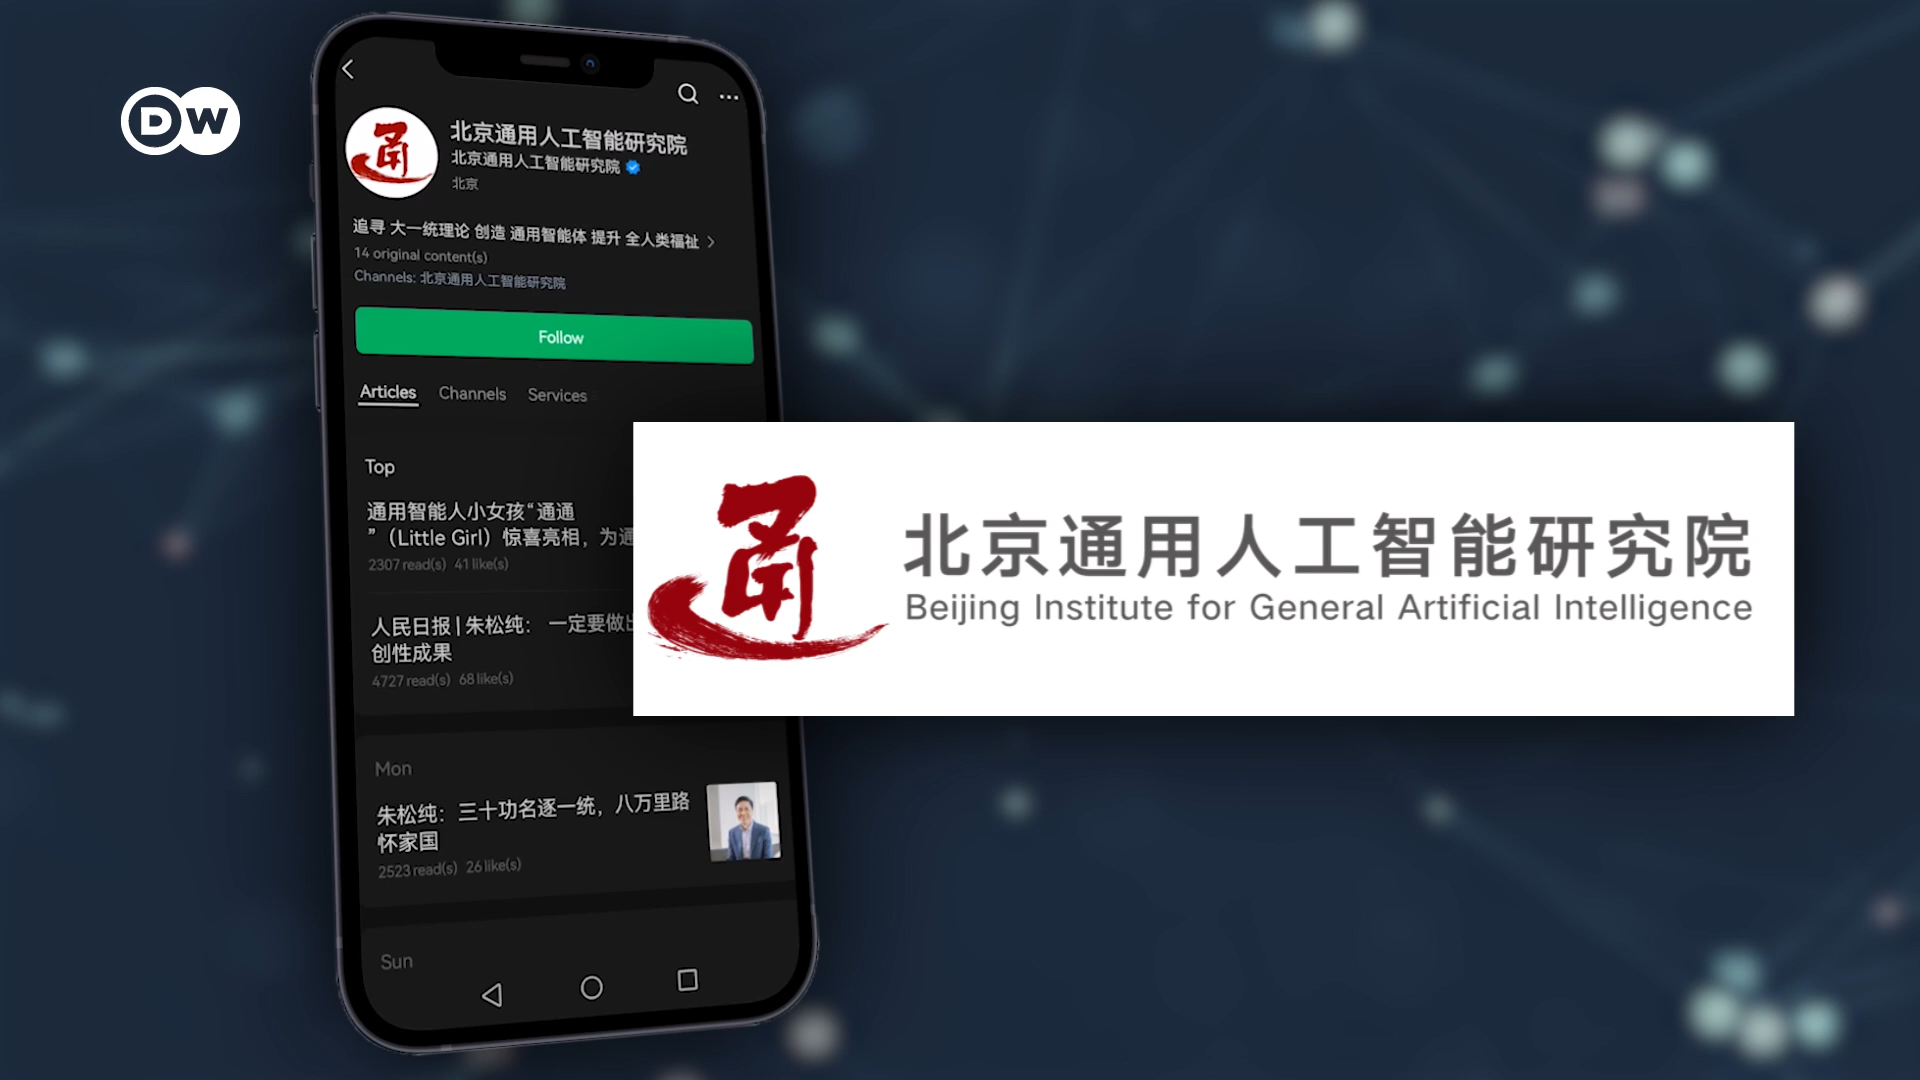 DW
通
北京通用人工智能研究院
北京通用人工智能研究院
北京
追寻 大一统理论 创造 通用智能体 提升 全人类福祉
14 original content(s)
Channels: 北京通用人工智能研究院
Follow
Articles Channels Services
Top
通用智能人小女孩“通通
”（Little Girl）惊喜亮相，为通
2307 read(s) 41 like(s)
人民日报 | 朱松纯： 一定要做出
创性成果
4727 read(s) 68 like(s)
Mon
朱松纯：三十功名逐一统，八万里路
怀家国
2523 read(s) 26 like(s)
Sun
通
北京通用人工智能研究院
Beijing Institute for General Artificial Intelligence